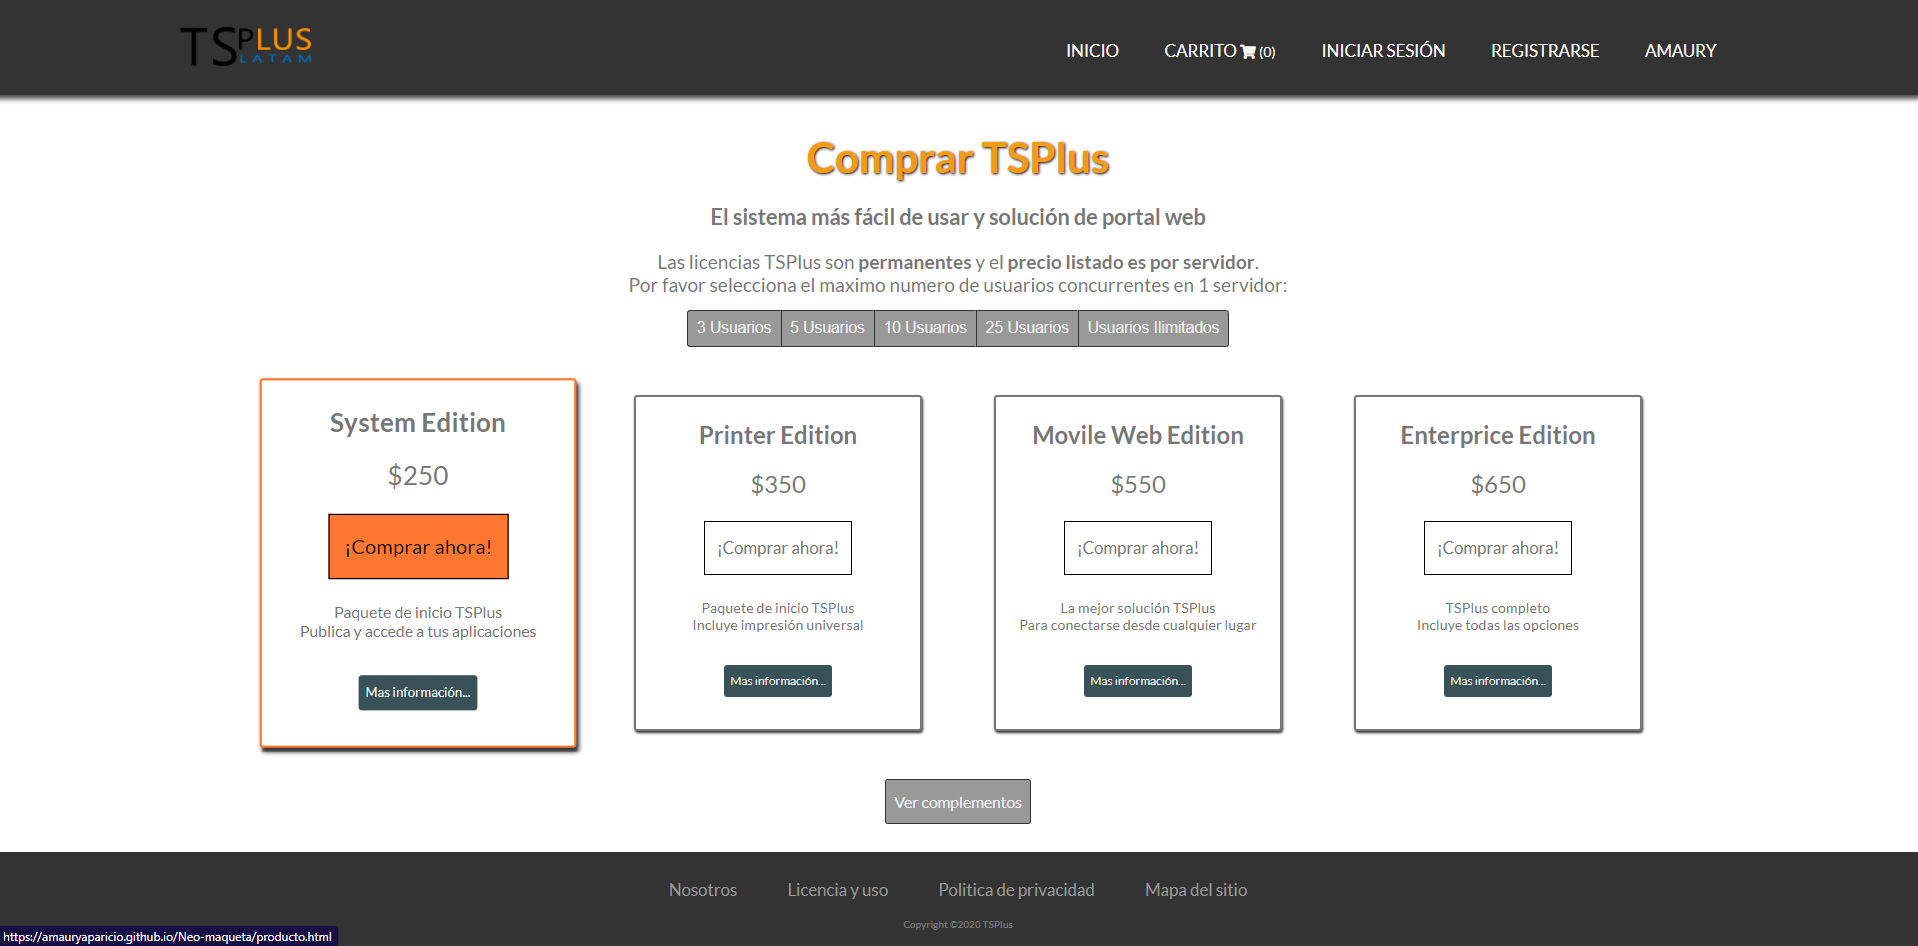 TSPLUS
LATAM
INICIO
CARRITO (0)
INICIAR SESIÓN
REGISTRARSE
AMAURY
Comprar TSPlus
El sistema más fácil de usar y solución de portal web
Las licencias TSPlus son permanentes y el precio listado es por servidor.
Por favor selecciona el maximo numero de usuarios concurrentes en 1 servidor:
3 Usuarios
5 Usuarios
10 Usuarios
25 Usuarios
Usuarios Ilimitados
System Edition
$250
¡Comprar ahora!
Paquete de inicio TSPlus
Publica y accede a tus aplicaciones
Mas información...
Printer Edition
$350
¡Comprar ahora!
Paquete de inicio TSPlus
Incluye impresión universal
Mas información...
Movile Web Edition
$550
¡Comprar ahora!
La mejor solución TSPlus
Para conectarse desde cualquier lugar
Mas información...
Enterprice Edition
$650
¡Comprar ahora!
TSPlus completo
Incluye todas las opciones
Mas información...
Ver complementos
Nosotros
Licencia y uso
Politica de privacidad
Mapa del sitio
Copyright ©2020 TSPlus
https://amauryaparicio.github.io/Neo-maqueta/producto.html